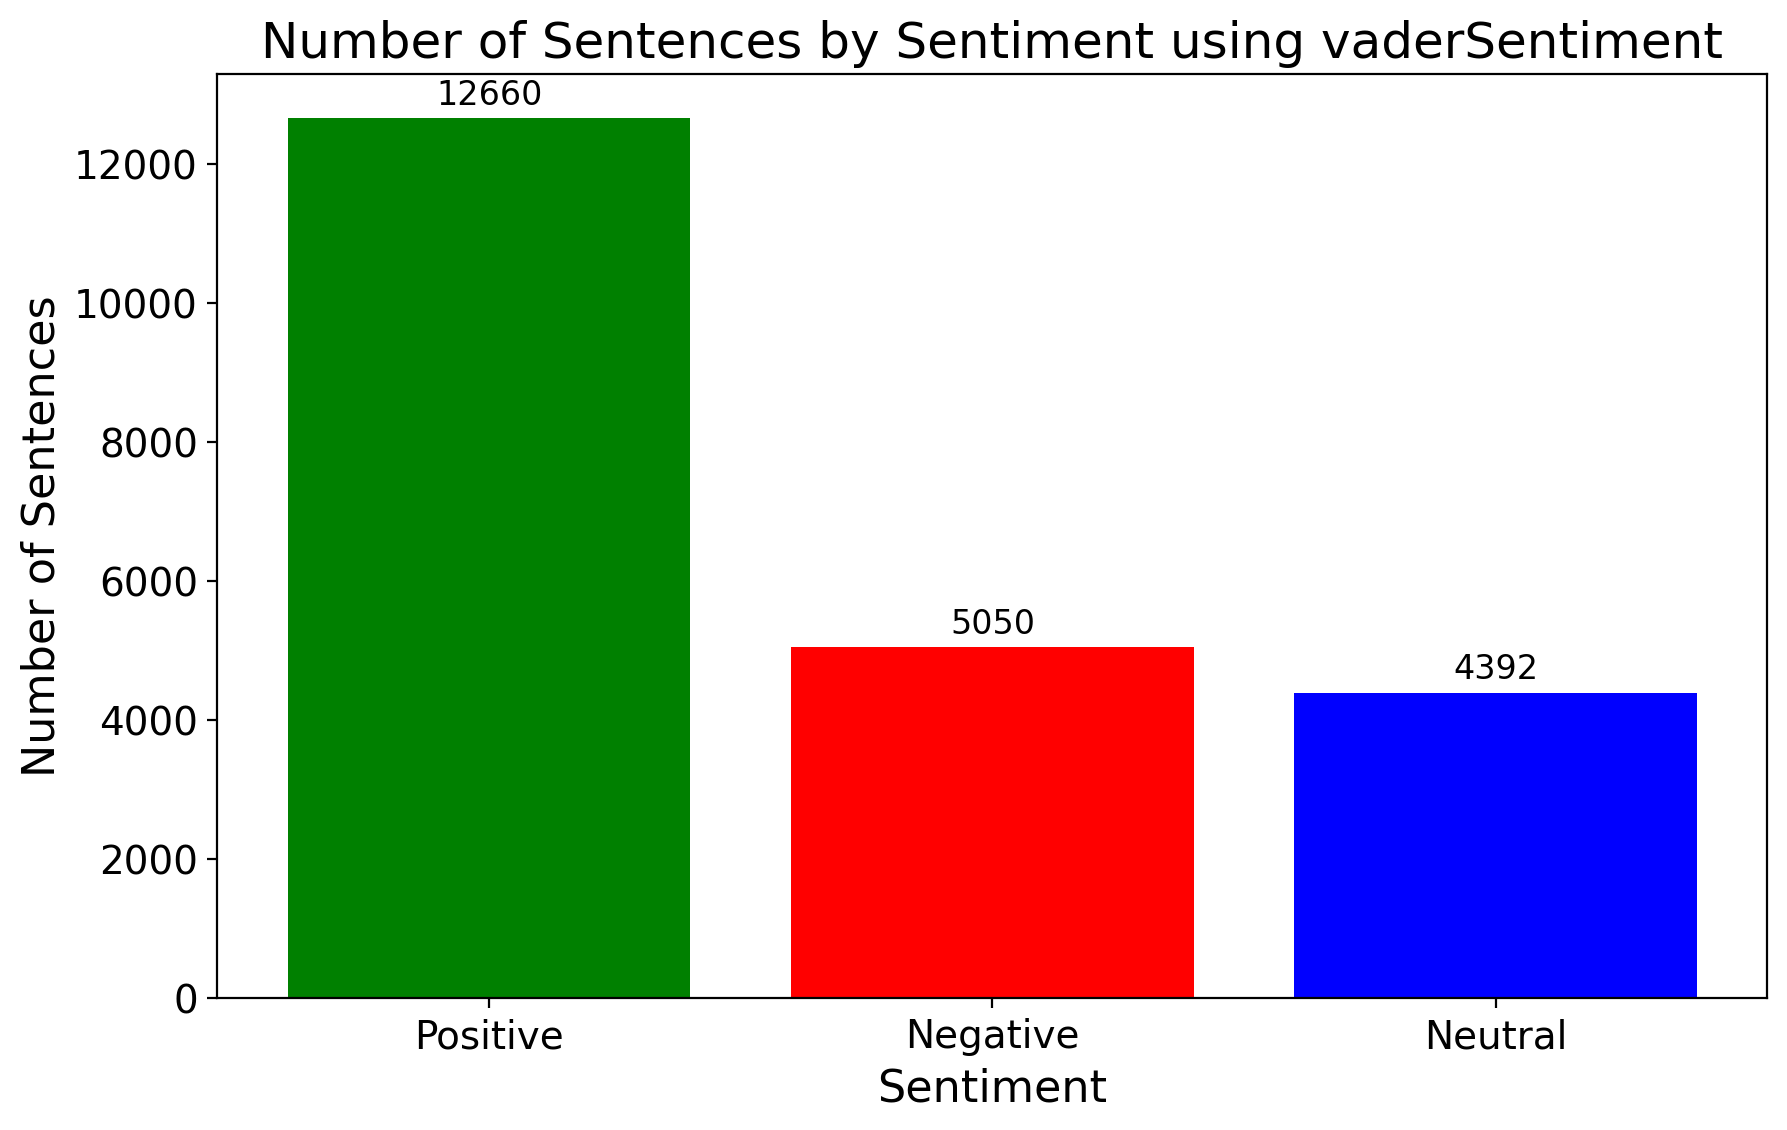 Number of Sentences by Sentiment using vaderSentiment
12660
12000
10000
8000
6000
4000
2000
0
Number of Sentences
5050
4392
Positive
Negative
Neutral
Sentiment